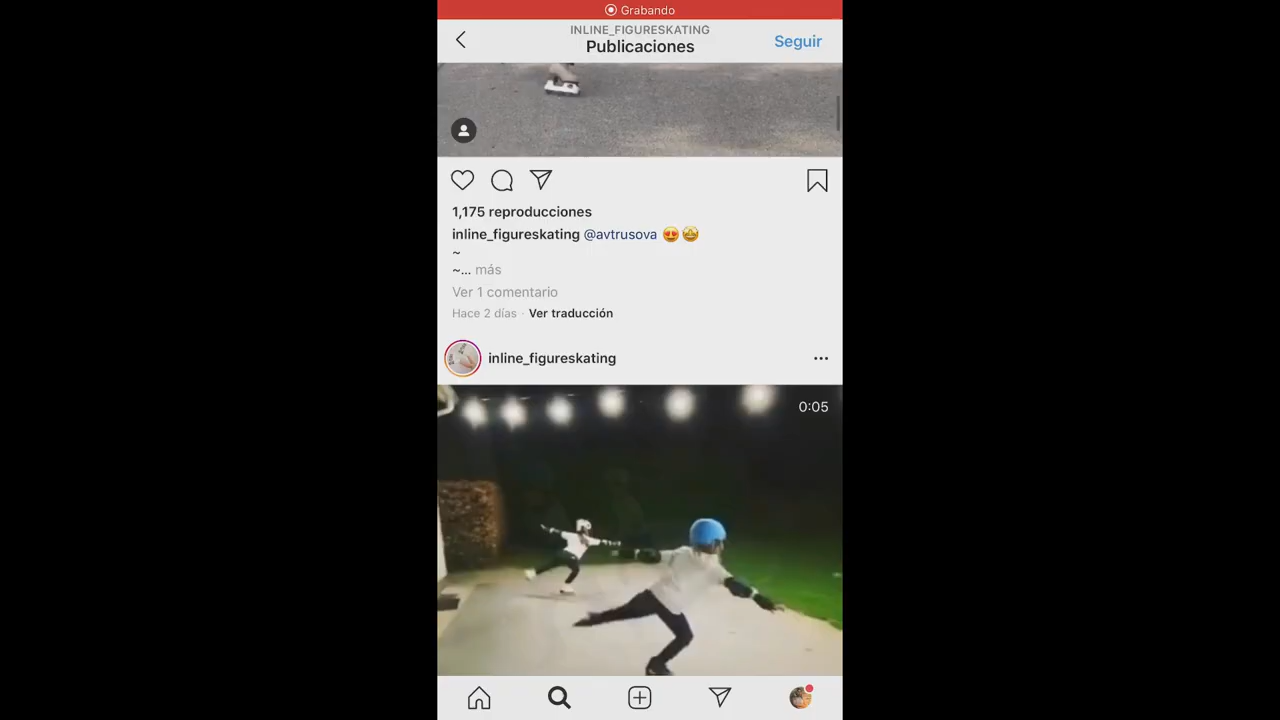 Grabando
INLINE_FIGURESKATING
Publicaciones
Seguir
1,175 reproducciones
inline_figureskating @avtrusova 😍🤩
~
~... más
Ver 1 comentario
Hace 2 días · Ver traducción
inline_figureskating
0:05